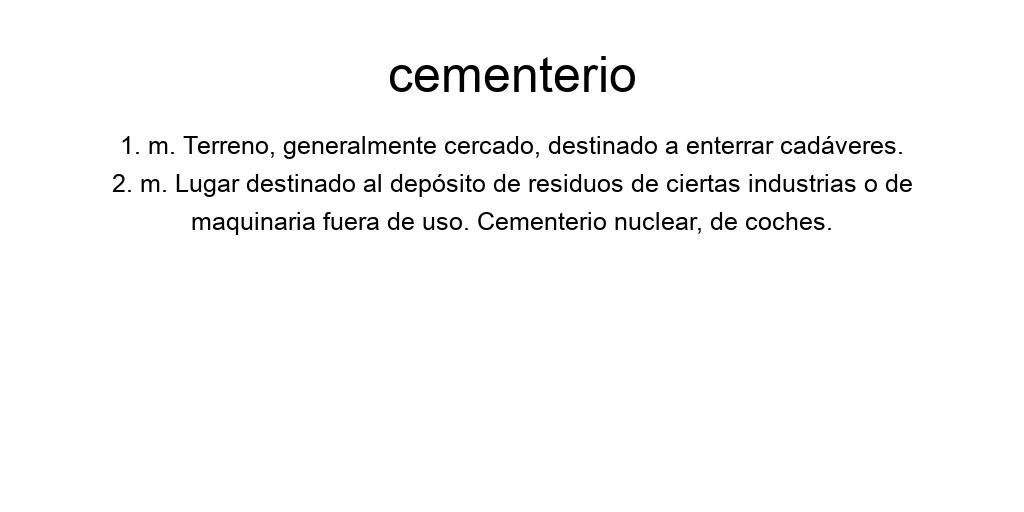 cementerio
1. m. Terreno, generalmente cercado, destinado a enterrar cadáveres.
2. m. Lugar destinado al depósito de residuos de ciertas industrias o de
maquinaria fuera de uso. Cementerio nuclear, de coches.